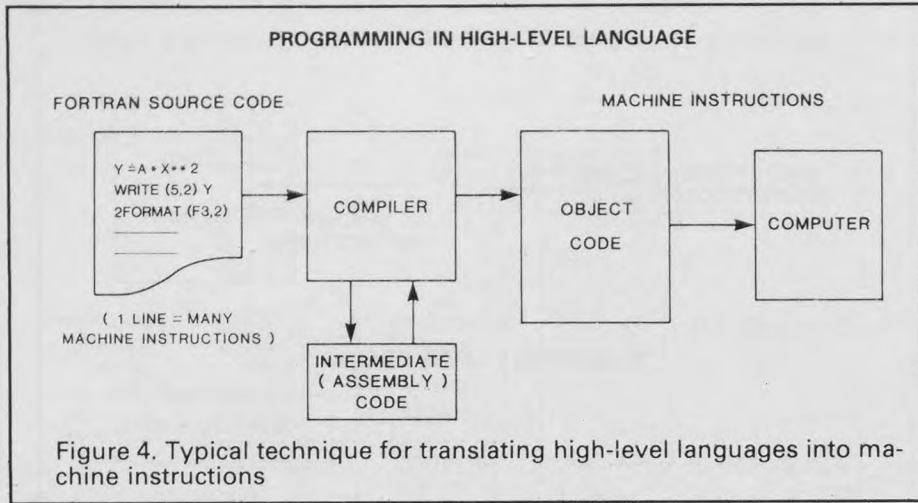 PROGRAMMING IN HIGH-LEVEL LANGUAGE
FORTRAN SOURCE CODE
Y = A * X ** 2
WRITE (5,2) Y
2FORMAT (F3,2)
( 1 LINE = MANY
MACHINE INSTRUCTIONS )
COMPILER
INTERMEDIATE
( ASSEMBLY )
CODE
MACHINE INSTRUCTIONS
OBJECT
CODE
COMPUTER
Figure 4. Typical technique for translating high-level languages into ma-
chine instructions